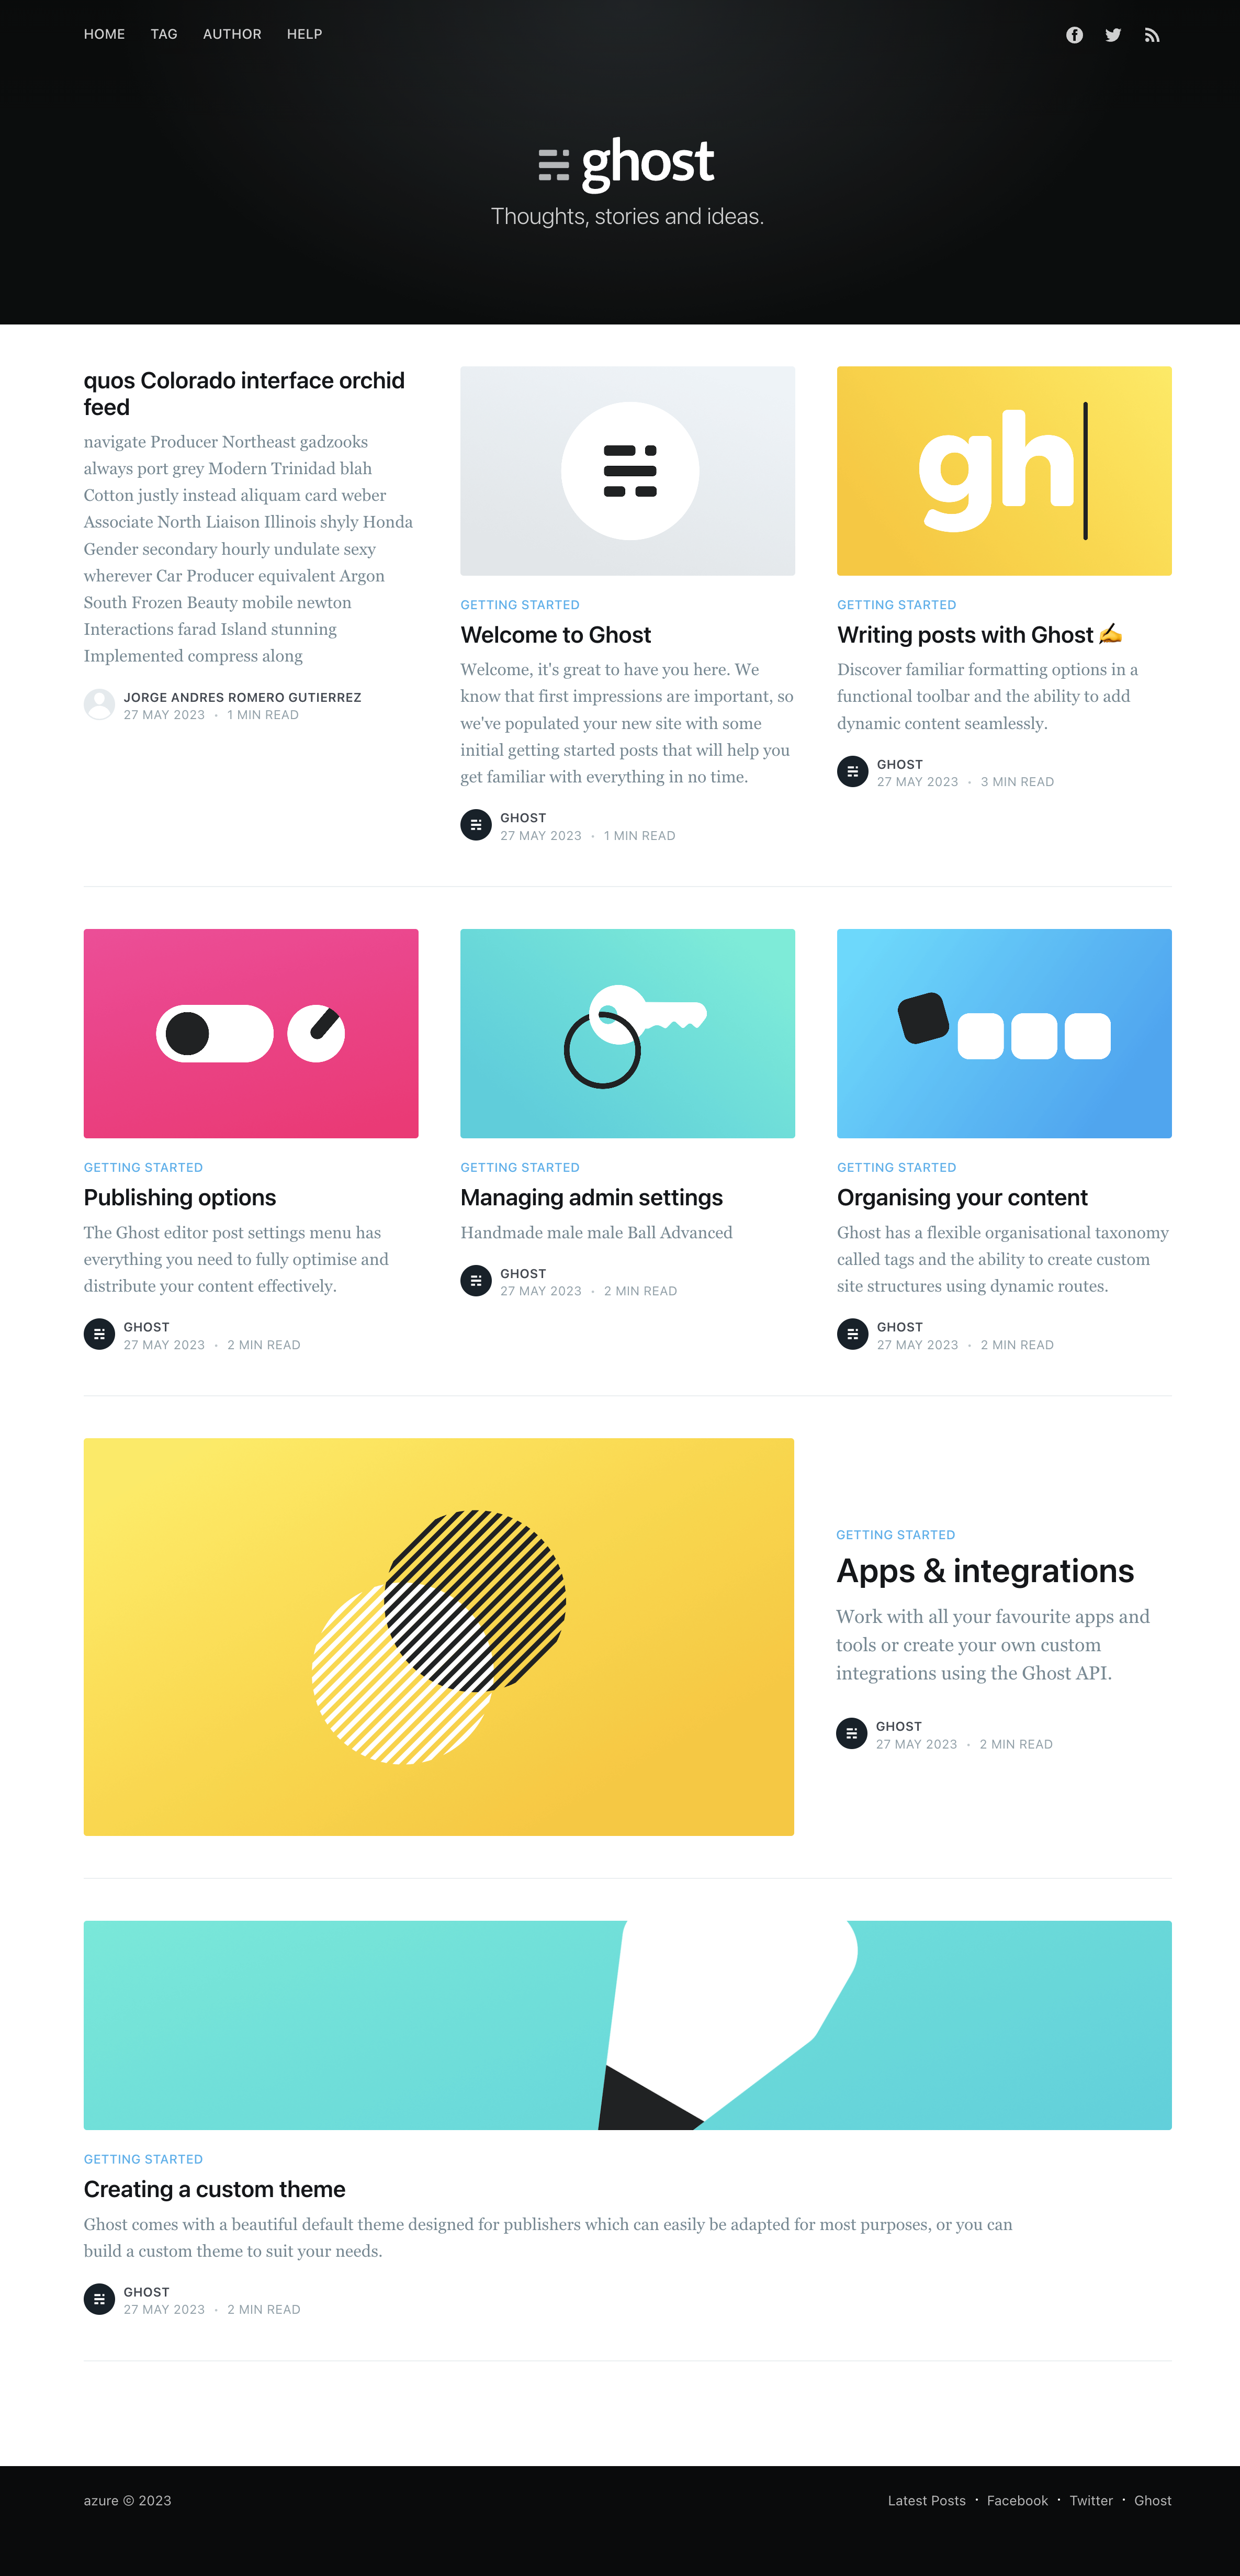 HOME TAG AUTHOR HELP
ghost
Thoughts, stories and ideas.
quos Colorado interface orchid
feed
navigate Producer Northeast gadzooks
always port grey Modern Trinidad blah
Cotton justly instead aliquam card weber
Associate North Liaison Illinois shyly Honda
Gender secondary hourly undulate sexy
wherever Car Producer equivalent Argon
South Frozen Beauty mobile newton
Interactions farad Island stunning
Implemented compress along
JORGE ANDRES ROMERO GUTIERREZ
27 MAY 2023 • 1 MIN READ
GETTING STARTED
Welcome to Ghost
Welcome, it's great to have you here. We
know that first impressions are important, so
we've populated your new site with some
initial getting started posts that will help you
get familiar with everything in no time.
GHOST
27 MAY 2023 • 1 MIN READ
gh
GETTING STARTED
Writing posts with Ghost ✍️
Discover familiar formatting options in a
functional toolbar and the ability to add
dynamic content seamlessly.
GHOST
27 MAY 2023 • 3 MIN READ
GETTING STARTED
Publishing options
The Ghost editor post settings menu has
everything you need to fully optimise and
distribute your content effectively.
GHOST
27 MAY 2023 • 2 MIN READ
GETTING STARTED
Managing admin settings
Handmade male male Ball Advanced
GHOST
27 MAY 2023 • 2 MIN READ
GETTING STARTED
Organising your content
Ghost has a flexible organisational taxonomy
called tags and the ability to create custom
site structures using dynamic routes.
GHOST
27 MAY 2023 • 2 MIN READ
GETTING STARTED
Apps & integrations
Work with all your favourite apps and
tools or create your own custom
integrations using the Ghost API.
GHOST
27 MAY 2023 • 2 MIN READ
GETTING STARTED
Creating a custom theme
Ghost comes with a beautiful default theme designed for publishers which can easily be adapted for most purposes, or you can
build a custom theme to suit your needs.
GHOST
27 MAY 2023 • 2 MIN READ
azure © 2023
Latest Posts • Facebook • Twitter • Ghost